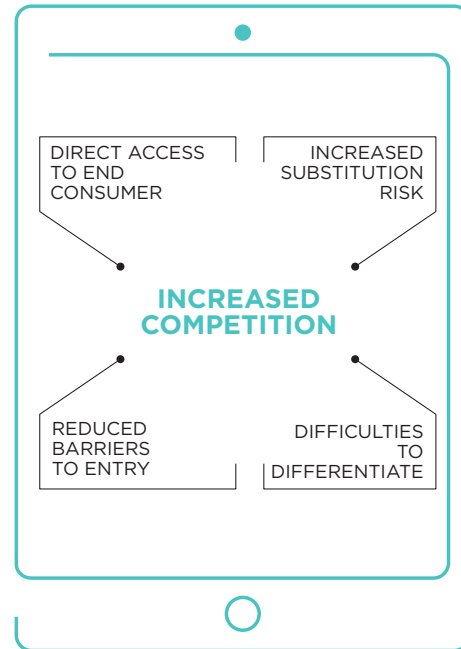 DIRECT ACCESS
TO END
CONSUMER
INCREASED
SUBSTITUTION
RISK
INCREASED
COMPETITION
REDUCED
BARRIERS
TO ENTRY
DIFFICULTIES
TO
DIFFERENTIATE